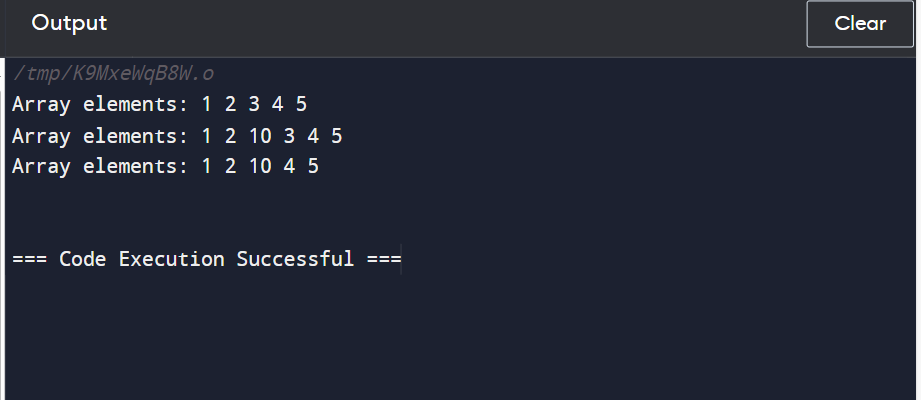 Output
Clear
/tmp/K9MxeWqB8W.o
Array elements: 1 2 3 4 5
Array elements: 1 2 10 3 4 5
Array elements: 1 2 10 4 5
=== Code Execution Successful ===